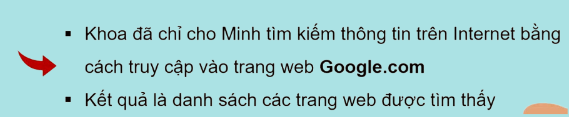 ▪ Khoa đã chỉ cho Minh tìm kiếm thông tin trên Internet bằng
cách truy cập vào trang web Google.com
▪ Kết quả là danh sách các trang web được tìm thấy